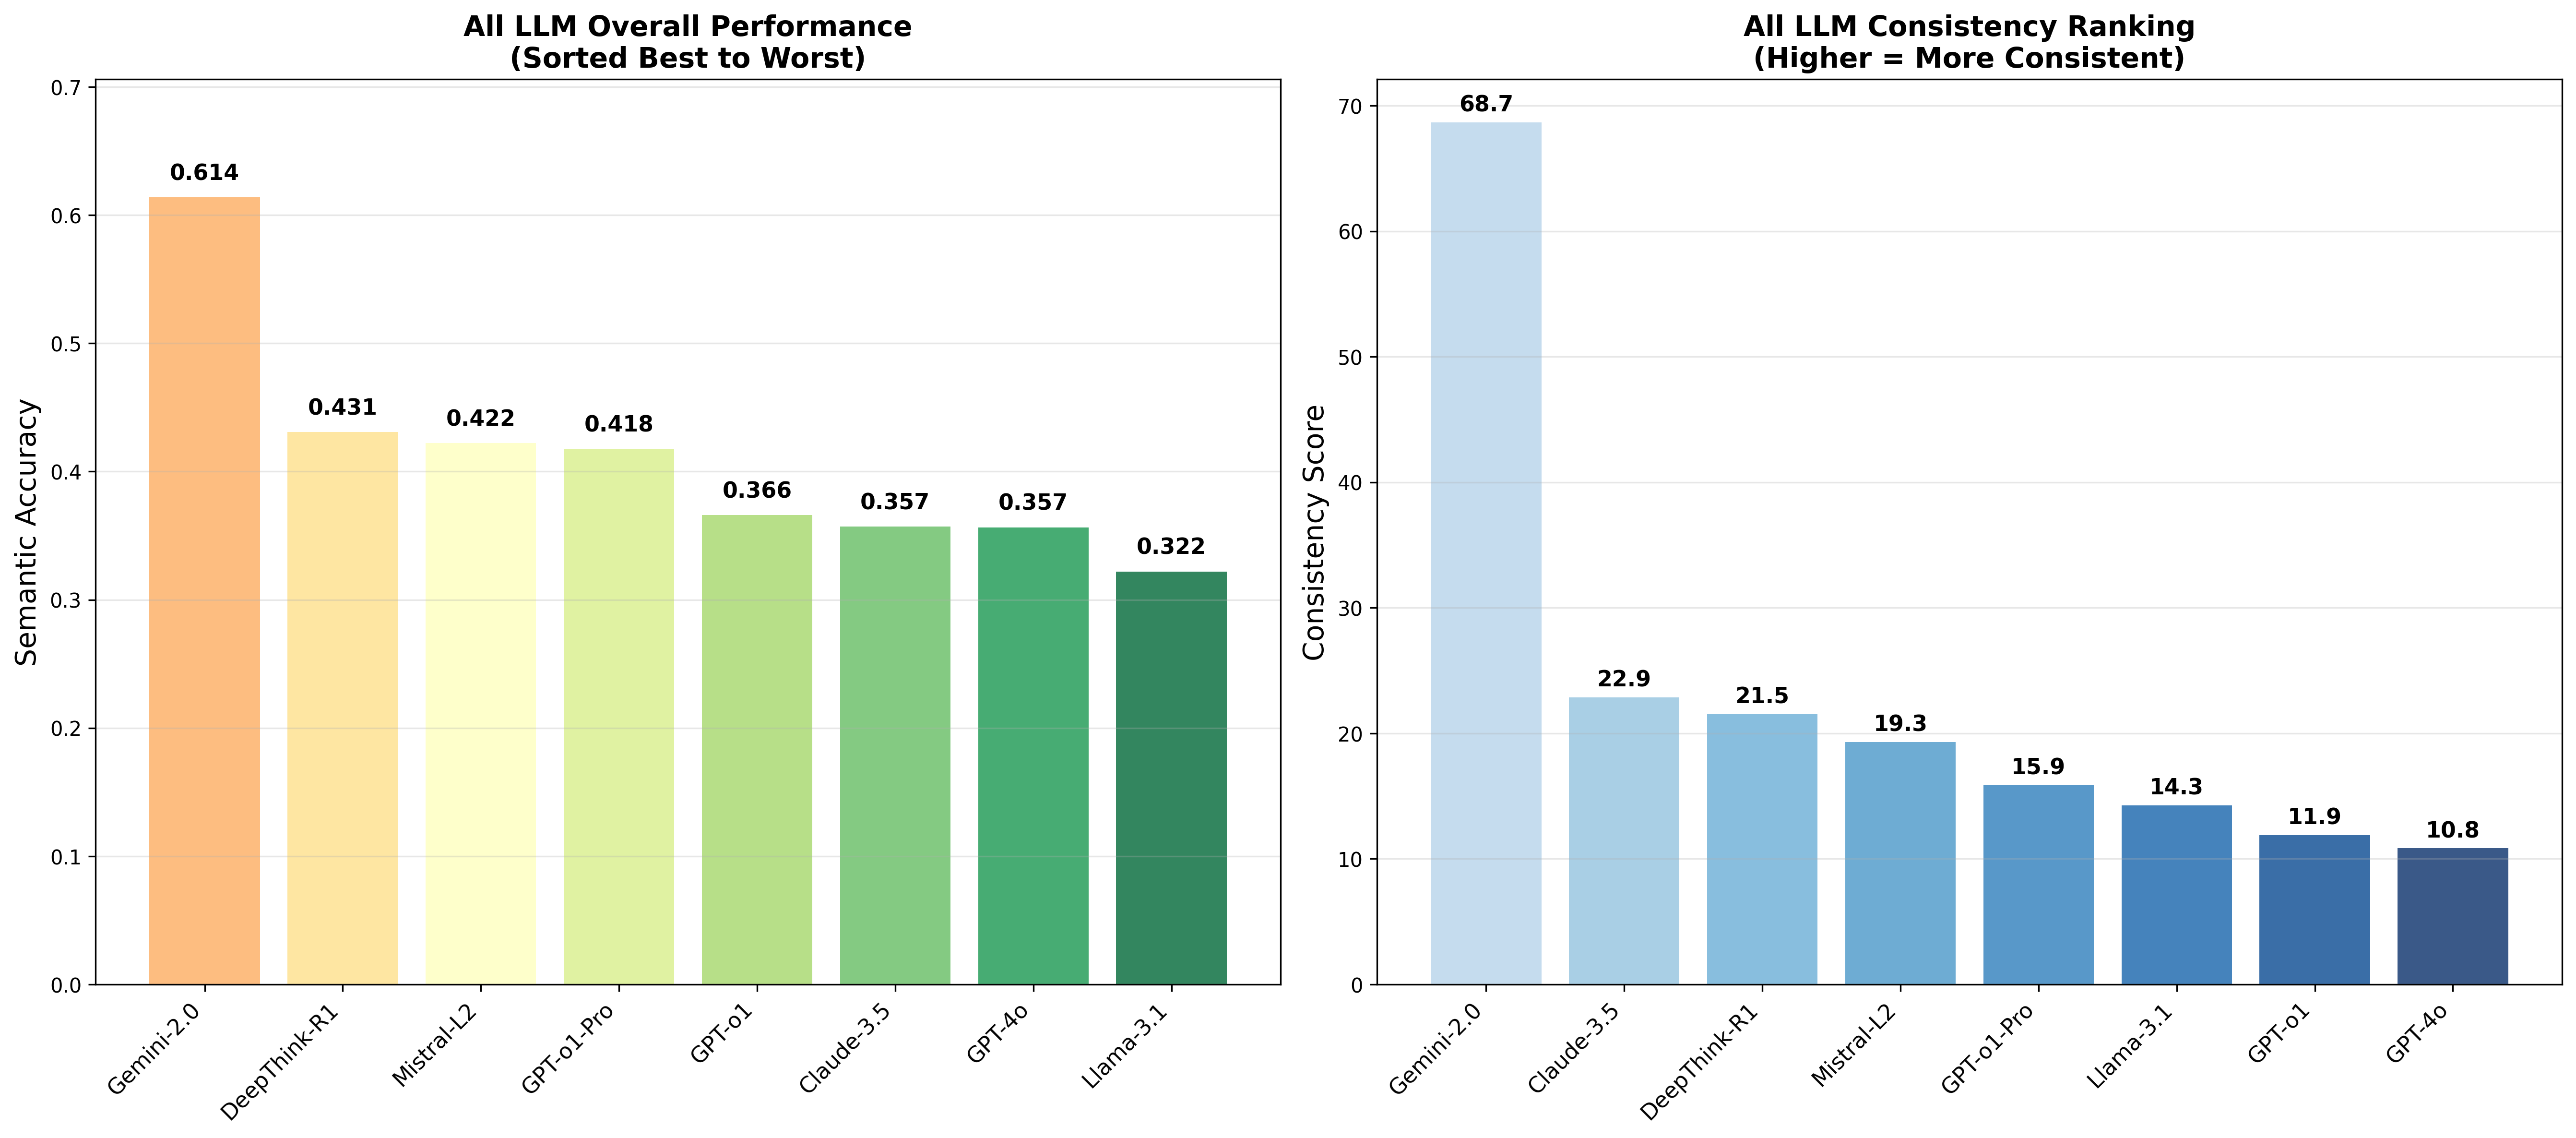 All LLM Overall Performance
(Sorted Best to Worst)
Semantic Accuracy
0.7
0.6
0.5
0.4
0.3
0.2
0.1
0.0
0.614
0.431
0.422
0.418
0.366
0.357
0.357
0.322
Gemini-2.0
DeepThink-R1
Mistral-L2
GPT-o1-Pro
GPT-o1
Claude-3.5
GPT-4o
Llama-3.1
All LLM Consistency Ranking
(Higher = More Consistent)
Consistency Score
70
60
50
40
30
20
10
0
68.7
22.9
21.5
19.3
15.9
14.3
11.9
10.8
Gemini-2.0
Claude-3.5
DeepThink-R1
Mistral-L2
GPT-o1-Pro
Llama-3.1
GPT-o1
GPT-4o